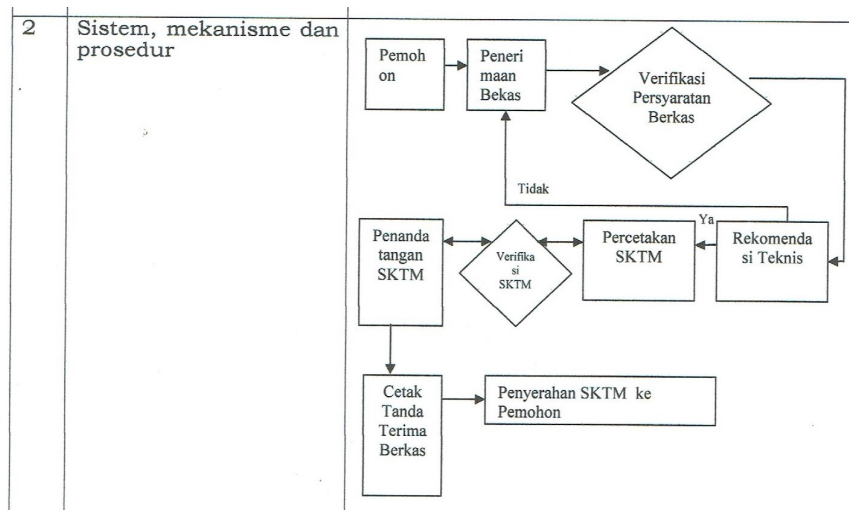 2
Sistem, mekanisme dan
prosedur
Pemoh
on
Peneri
maan
Bekas
Verifikasi
Persyaratan
Berkas
Tidak
Penanda
tangan
SKTM
Verifika
si
SKTM
Percetakan
SKTM
Ya
Rekomenda
si Teknis
Cetak
Tanda
Terima
Berkas
Penyerahan SKTM ke
Pemohon